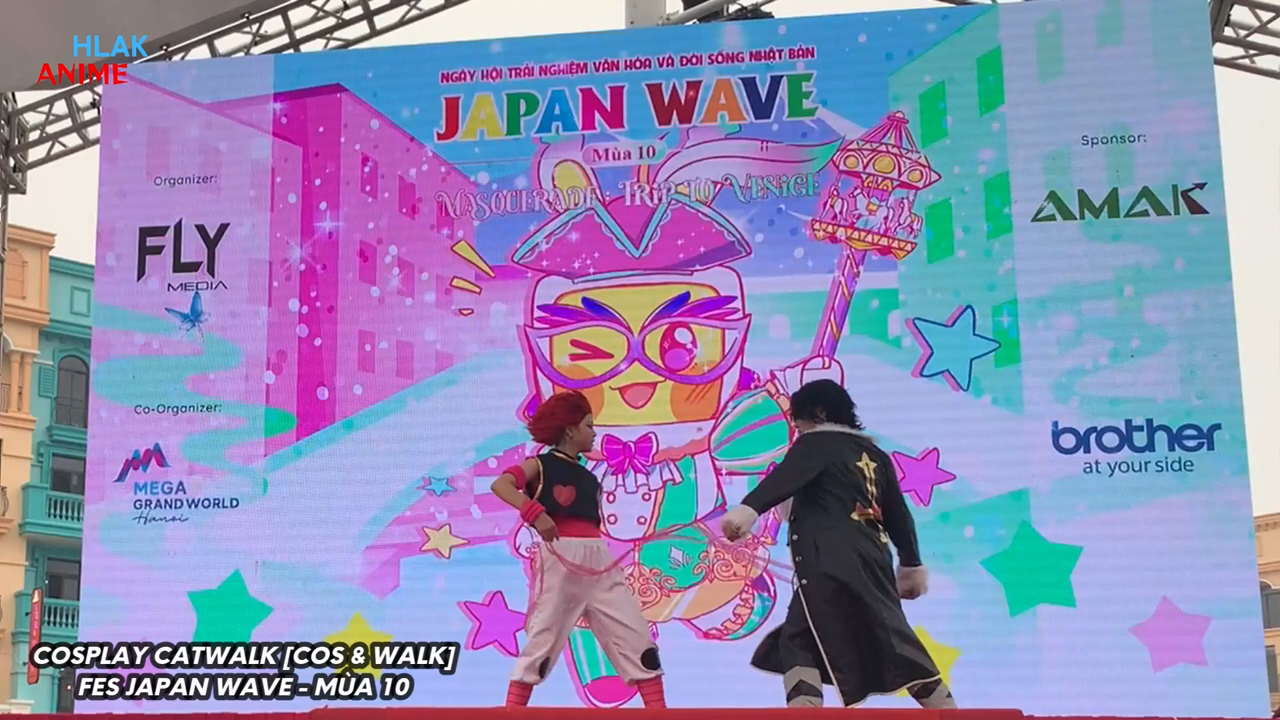 HLAK
ANIME
NGÀY HỘI TRẢI NGHIỆM VĂN HÓA VÀ ĐỜI SỐNG NHẬT BẢN
JAPAN WAVE
Mùa 10
MASQUERADE: TRIP TO VENICE
Organizer:
FLY
MEDIA
Co-Organizer:
MEGA
GRAND WORLD
Hanoi
Sponsor:
AMAK
brother
at your side
COSPLAY CATWALK [COS & WALK]
FES JAPAN WAVE - MÙA 10